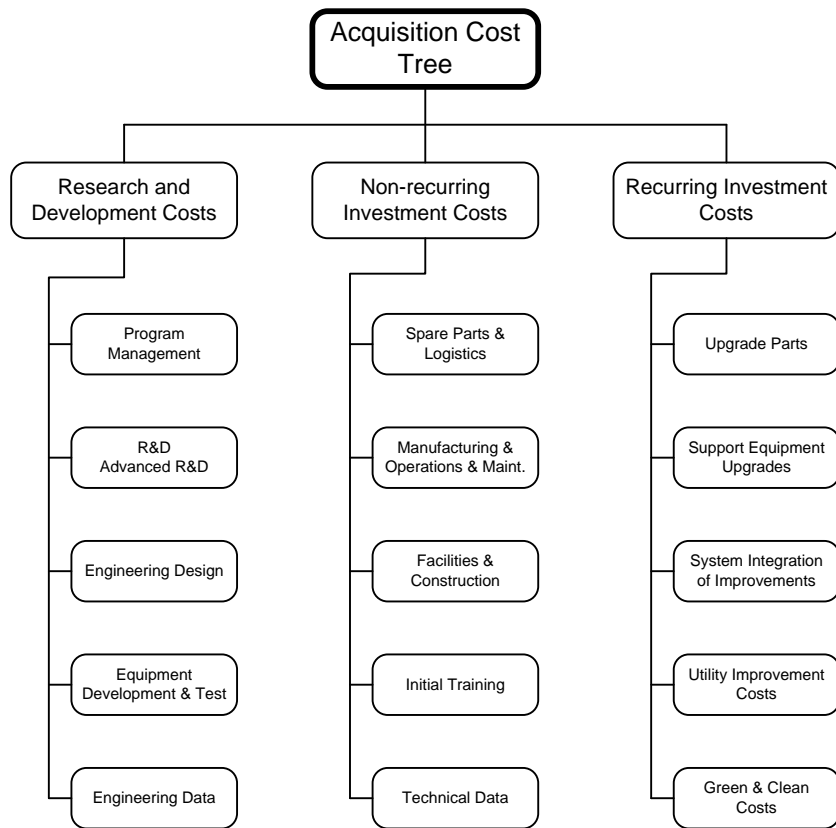 Acquisition Cost
Tree
Research and
Development Costs
Non-recurring
Investment Costs
Recurring Investment
Costs
Program
Management
Spare Parts &
Logistics
Upgrade Parts
R&D
Advanced R&D
Manufacturing &
Operations & Maint.
Support Equipment
Upgrades
Engineering Design
Facilities &
Construction
System Integration
of Improvements
Equipment
Development & Test
Initial Training
Utility Improvement
Costs
Engineering Data
Technical Data
Green & Clean
Costs